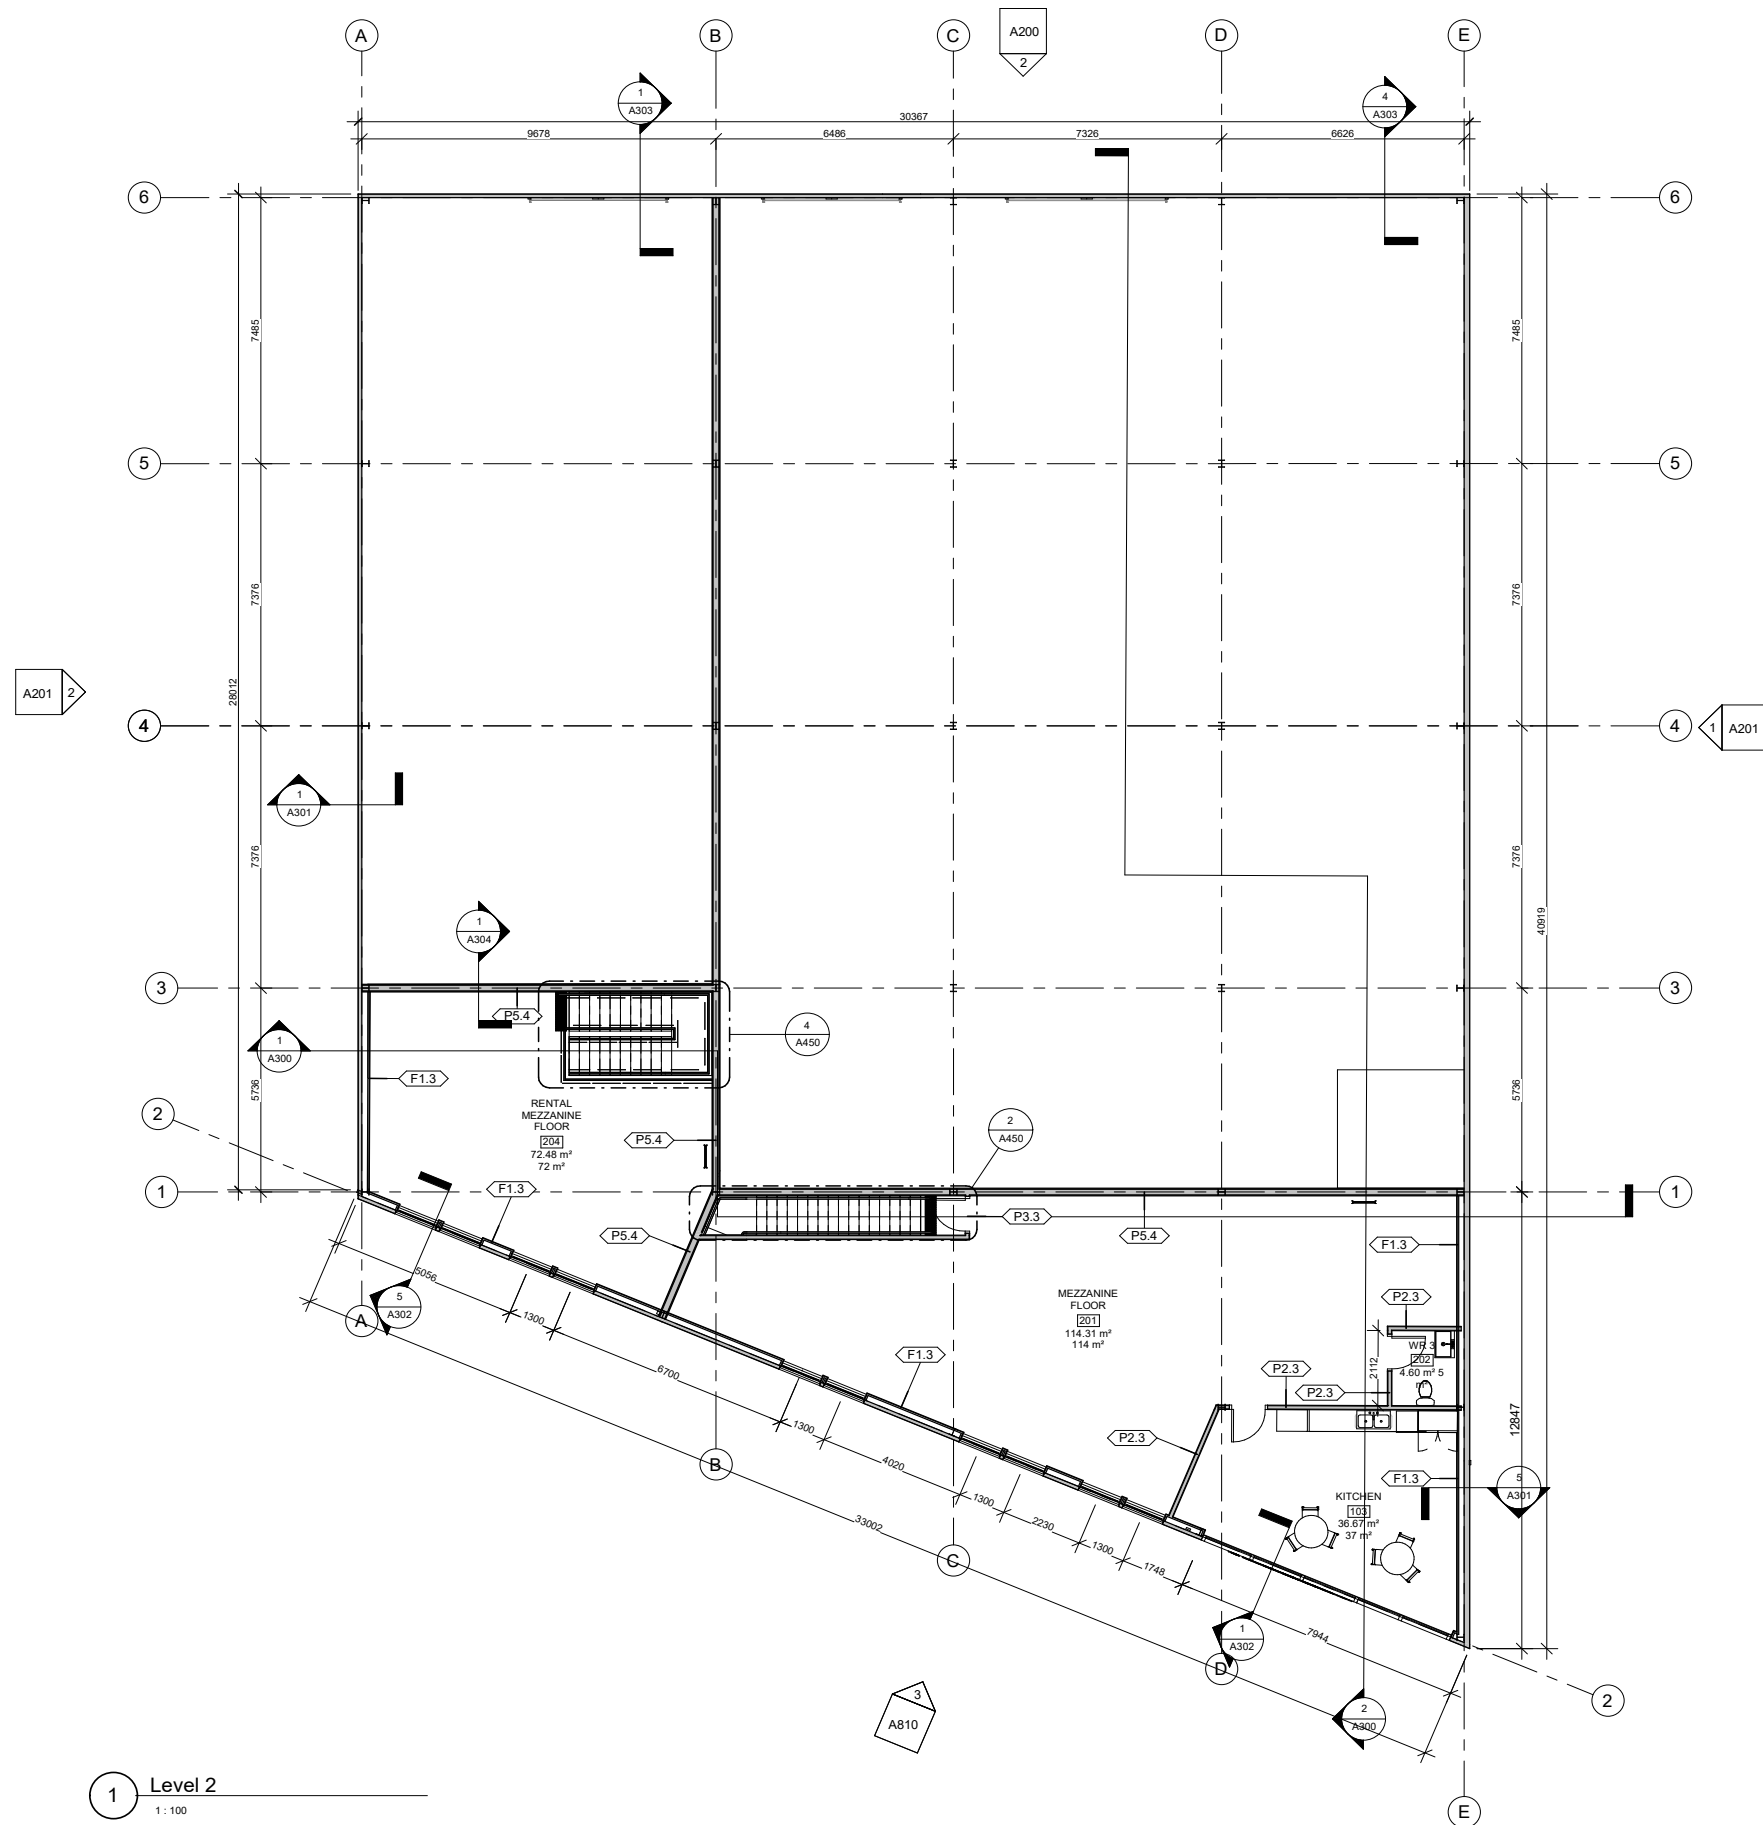 A
B
C
D
E
A200
2
1
A303
4
A303
30367
9678
6486
7326
6626
6
6
7485
7485
5
5
28012
7376
7376
A201
2
4
4
1
A201
1
A301
7376
7376
40919
1
A304
3
3
P5.4
4
A450
1
A300
F1.3
5736
5736
2
RENTAL
MEZZANINE
FLOOR
204
72.48 m²
72 m²
P5.4
2
A450
1
1
F1.3
P3.3
P5.4
P5.4
F1.3
5056
5
A302
1300
A
MEZZANINE
FLOOR
201
114.31 m²
114 m²
P2.3
WR 3
202
4.60 m² 5
m²
2112
F1.3
P2.3
P2.3
6700
1300
12847
P2.3
B
4020
F1.3
5
A301
KITCHEN
103
36.67 m²
37 m²
1300
33002
2230
1300
C
1748
7944
1
A302
D
3
A810
2
A300
2
1
Level 2
1 : 100
E